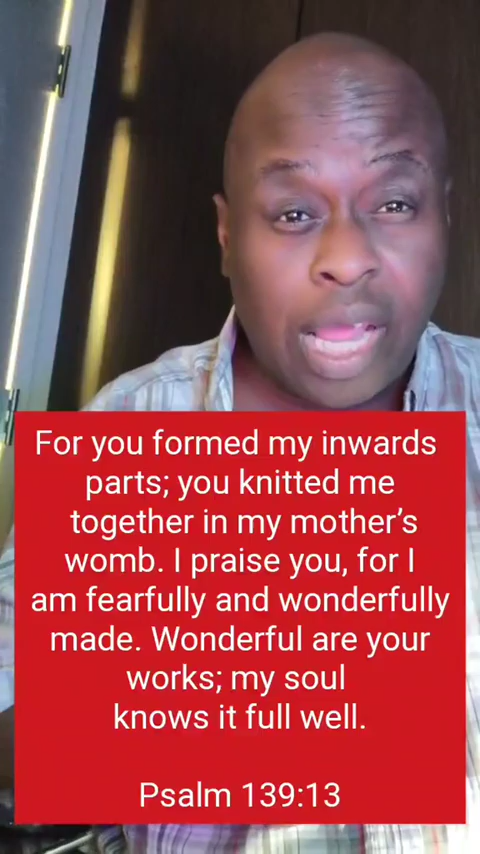 For you formed my inwards
parts; you knitted me
together in my mother’s
womb. I praise you, for I
am fearfully and wonderfully
made. Wonderful are your
works; my soul
knows it full well.
Psalm 139:13